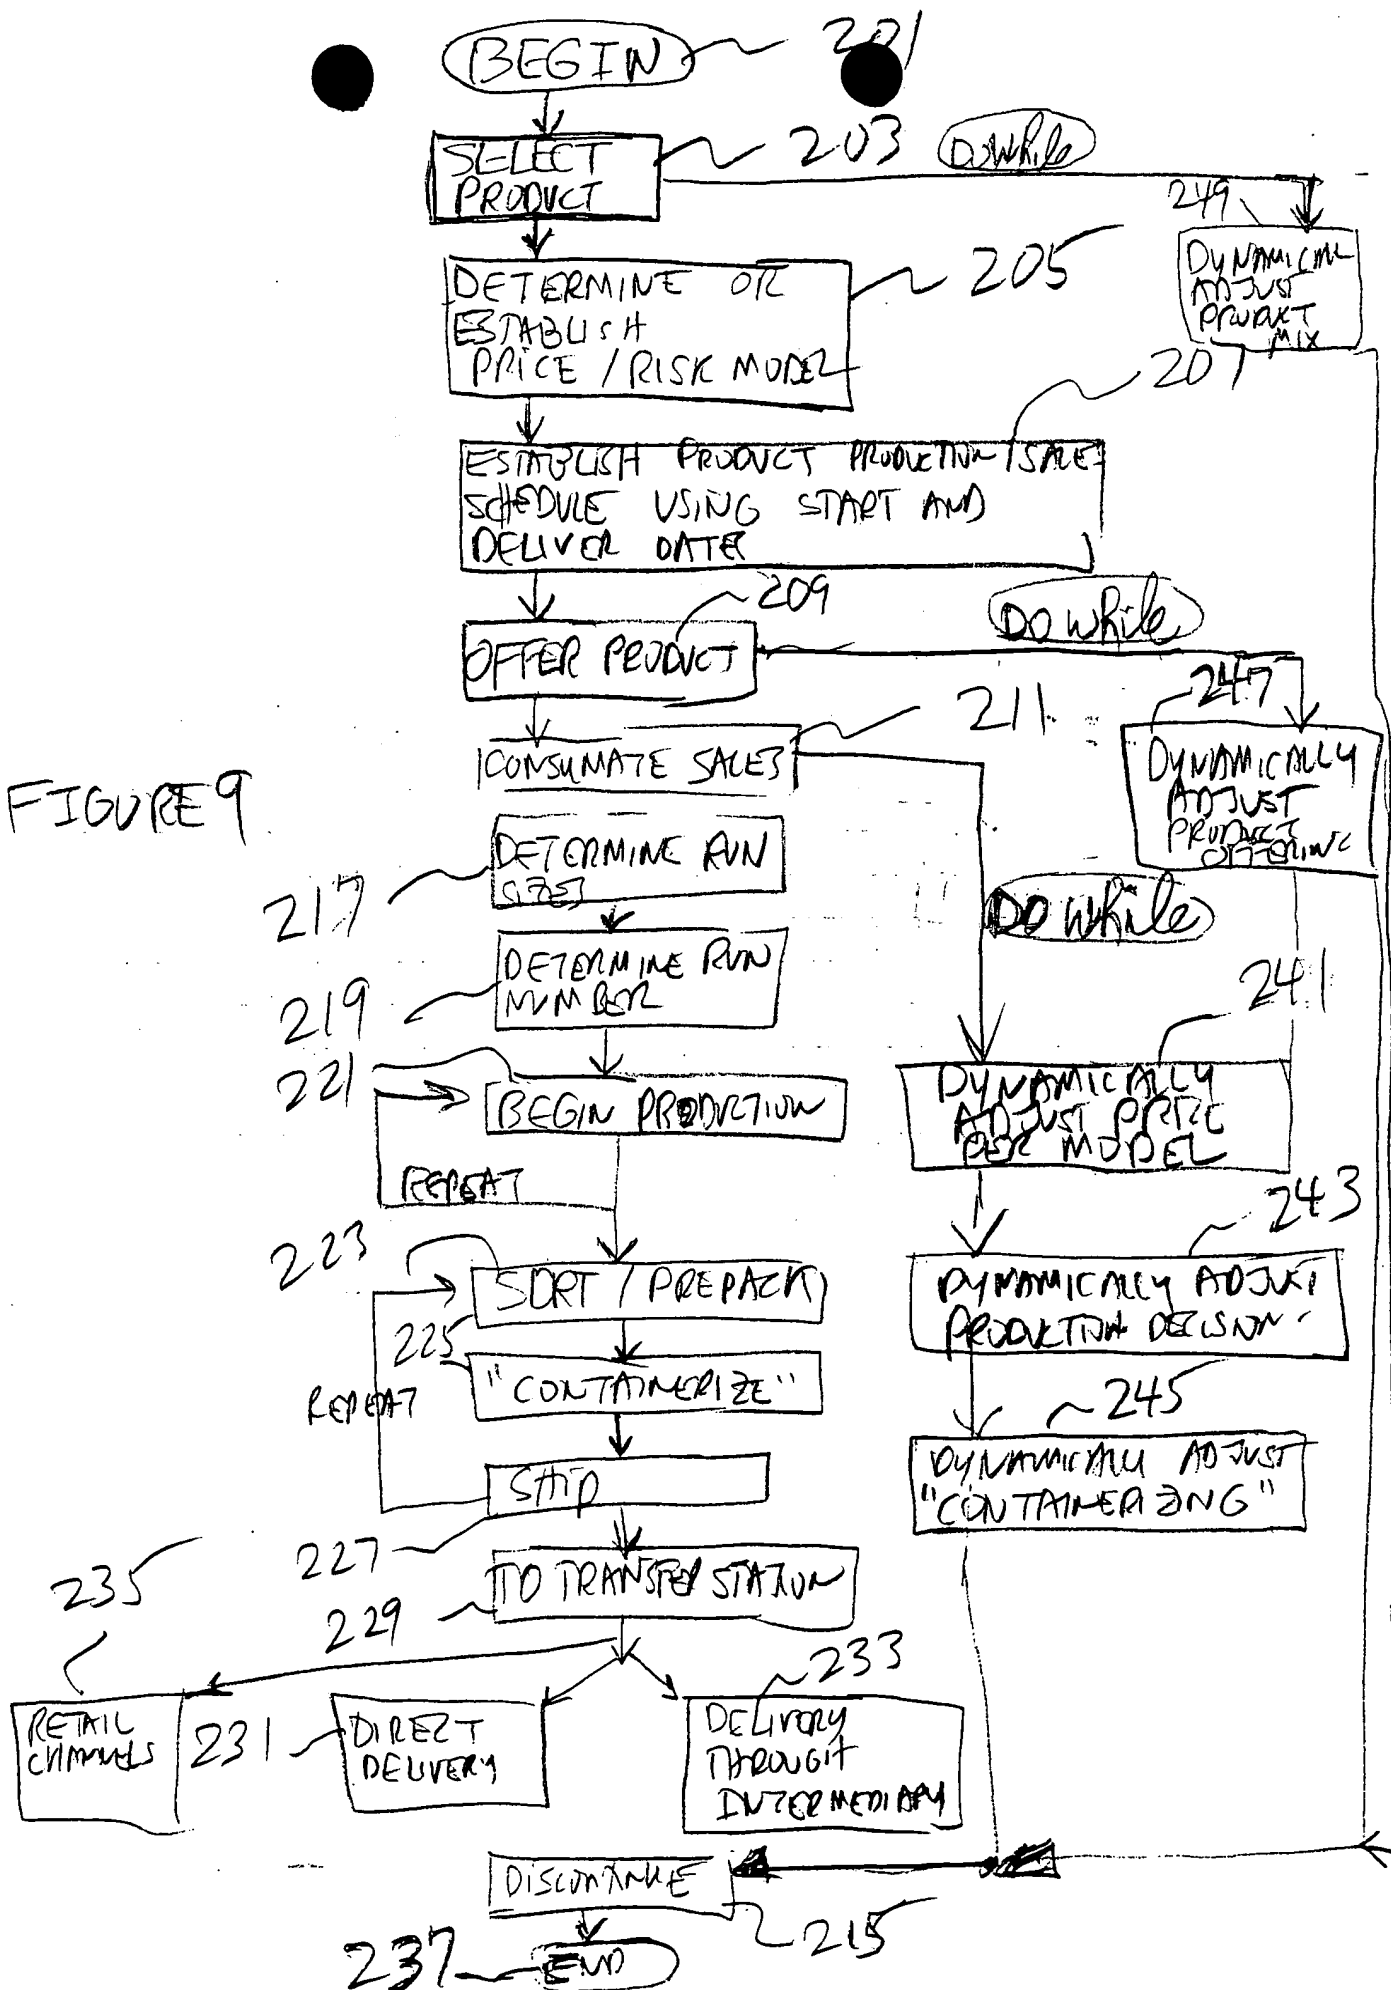 BEGIN 201
SELECT
PRODUCT
203
DO While
249
DYNAMICAL
ADJUST
PRODUCT
MIX
DETERMINE OR
ESTABLISH
PRICE / RISK MODEL
205
207
ESTABLISH PRODUCT PRODUCTION / SALES
SCHEDULE USING START AND
DELIVER DATES
209
OFFER PRODUCT
DO While
247
DYNAMICALLY
ADJUST
PRODUCT
OFFERING
211
CONSUMATE SALES
FIGURE 9
DETERMINE RUN
SIZES
217
DO While
DETERMINE RUN
NUMBER
219
241
221
BEGIN PRODUCTION
REPEAT
DYNAMICALLY
ADJUST PRICE
PER MODEL
243
223
SORT / PREPACK
DYNAMICALLY ADJUST
PRODUCTION DECISION
225
"CONTAINERIZE"
REPEAT
245
SHIP
DYNAMICALLY ADJUST
"CONTAINERIZING"
227
TO TRANSFER STATION
229
235
RETAIL
CHANNELS
231
DIRECT
DELIVERY
233
DELIVERY
THROUGH
INTERMEDIARY
DISCONTINUE
215
237
END